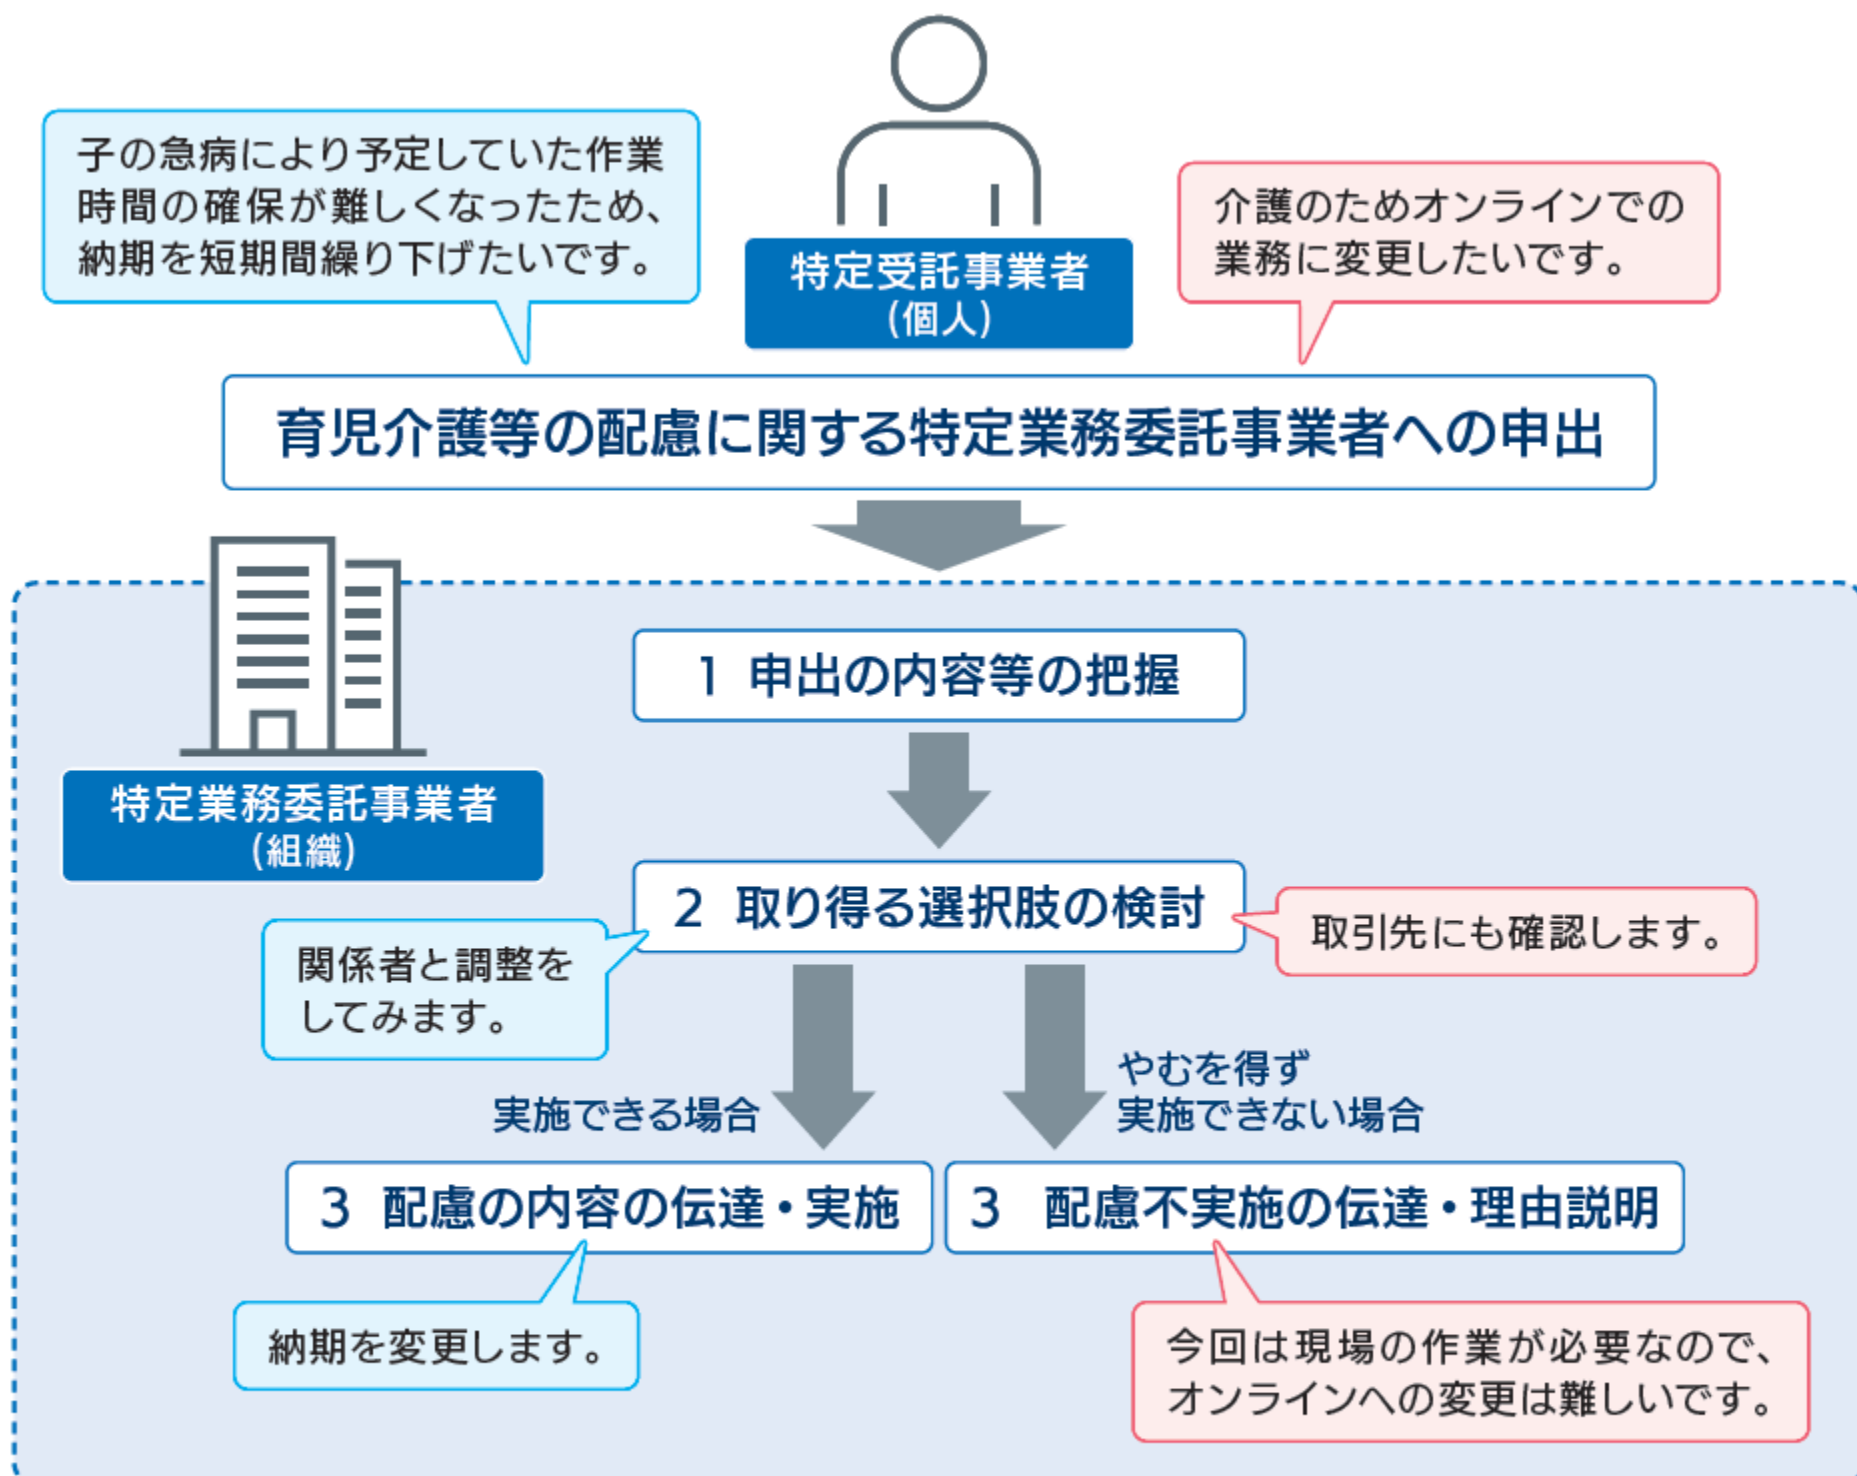 子の急病により予定していた作業
時間の確保が難しくなったため、
納期を短期間繰り下げたいです。
特定受託事業者
(個人)
介護のためオンラインでの
業務に変更したいです。
育児介護等の配慮に関する特定業務委託事業者への申出
特定業務委託事業者
(組織)
1 申出の内容等の把握
2 取り得る選択肢の検討
関係者と調整を
してみます。
取引先にも確認します。
実施できる場合
やむを得ず
実施できない場合
3 配慮の内容の伝達・実施
3 配慮不実施の伝達・理由説明
納期を変更します。
今回は現場の作業が必要なので、
オンラインへの変更は難しいです。